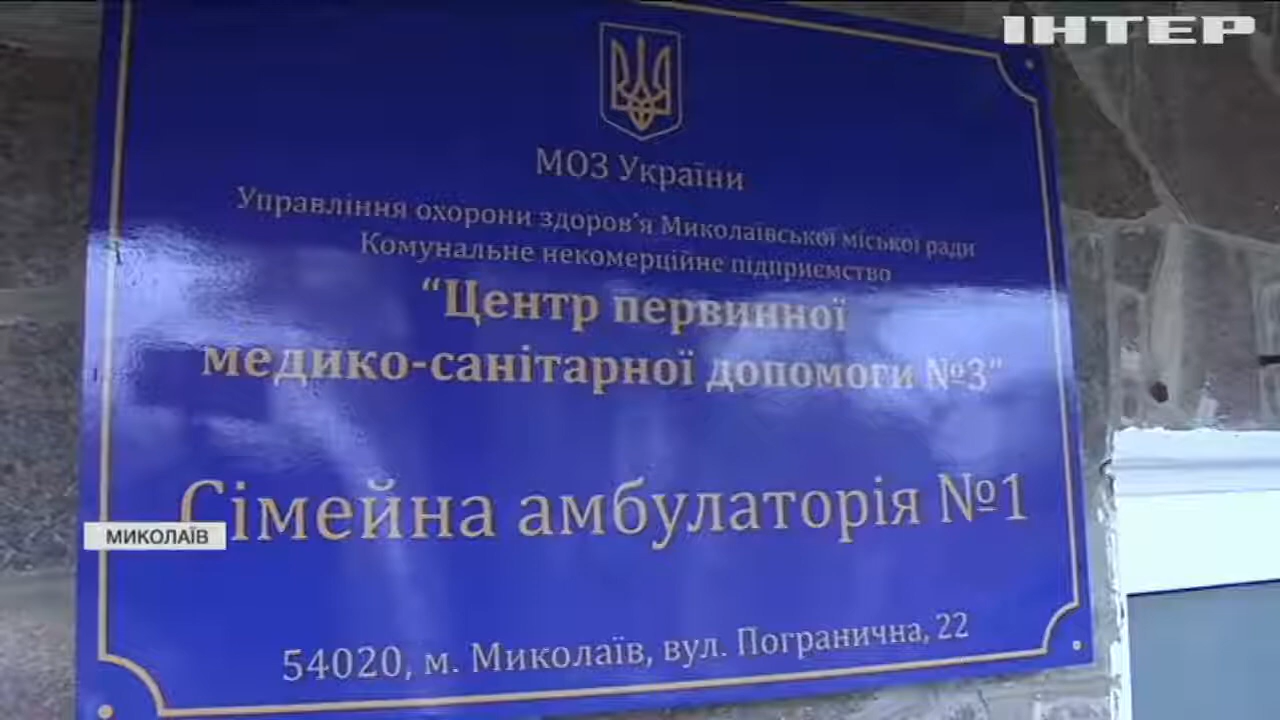 ІНТЕР
МОЗ України
Управління охорони здоров'я Миколаївської міської ради
Комунальне некомерційне підприємство
“Центр первинної
медико-санітарної допомоги №3”
Сімейна амбулаторія №1
МИКОЛАЇВ
54020, м. Миколаїв, вул. Погранична, 22